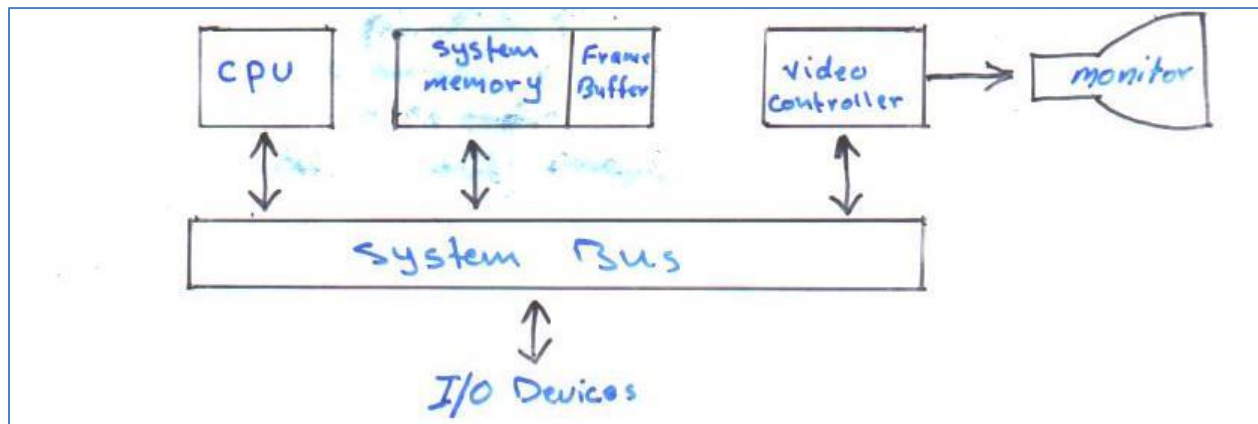 cpu
system
memory
Frame
Buffer
video
controller
monitor
System Bus
I/O Devices